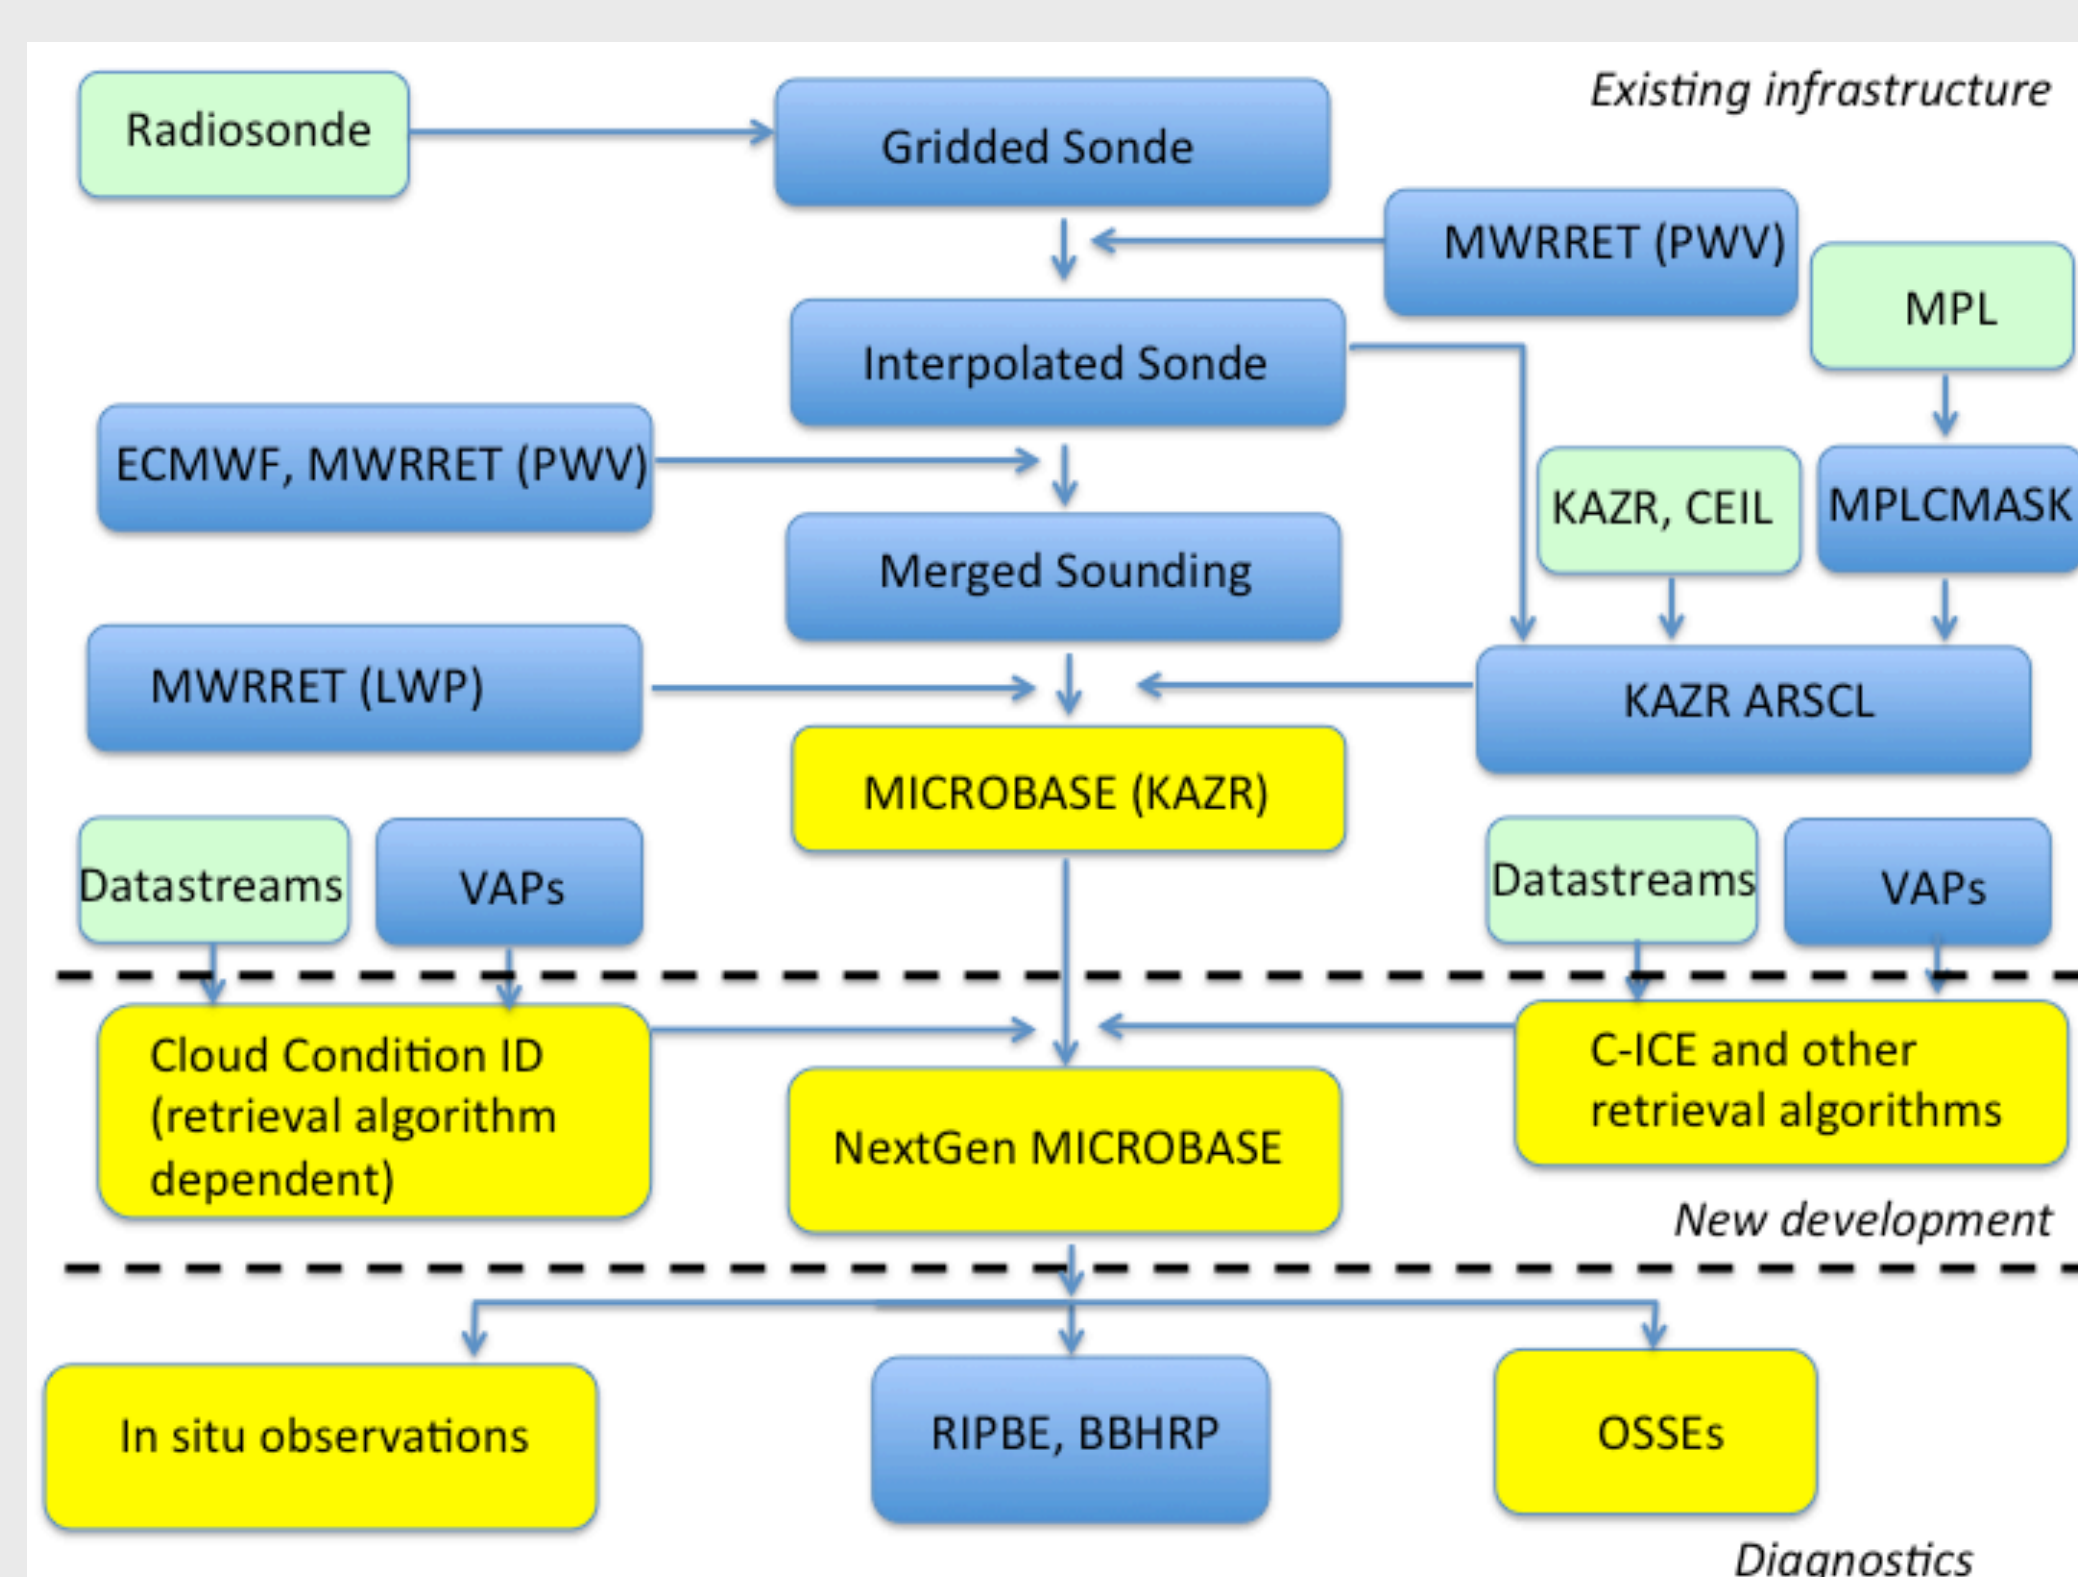 Existing infrastructure
Radiosonde
Gridded Sonde
MWRRET (PWV)
MPL
Interpolated Sonde
ECMWF, MWRRET (PWV)
KAZR, CEIL
MPLCMASK
Merged Sounding
MWRRET (LWP)
KAZR ARSCL
MICROBASE (KAZR)
Datastreams
VAPs
Datastreams
VAPs
Cloud Condition ID
(retrieval algorithm
dependent)
C-ICE and other
retrieval algorithms
NextGen MICROBASE
New development
In situ observations
RIPBE, BBHRP
OSSEs
Diagnostics